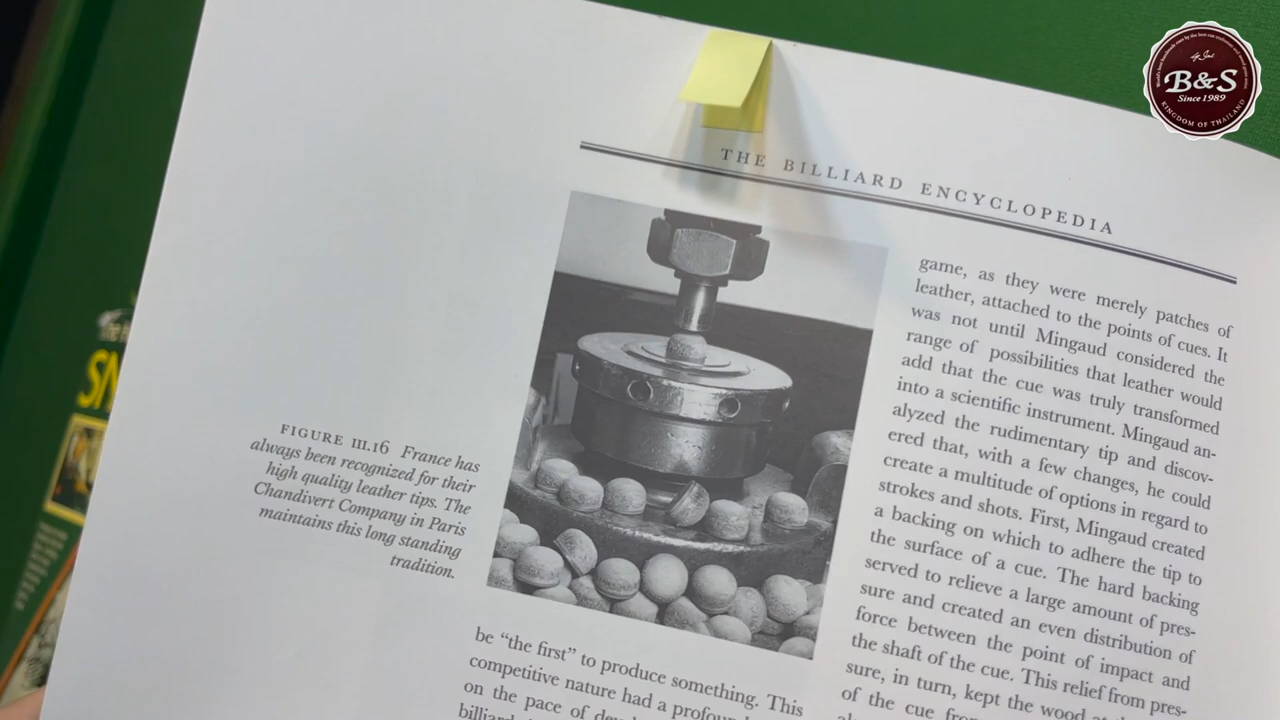 THE BILLIARD ENCYCLOPEDIA
FIGURE III.16 France has
always been recognized for their
high quality leather tips. The
Chandivert Company in Paris
maintains this long standing
tradition.
be “the first” to produce something. This
competitive nature had a profound
on the pace of
game, as they were merely patches of
leather, attached to the points of cues. It
was not until Mingaud considered the
range of possibilities that leather would
add that the cue was truly transformed
into a scientific instrument. Mingaud an-
alyzed the rudimentary tip and discov-
ered that, with a few changes, he could
create a multitude of options in regard to
strokes and shots. First, Mingaud created
a backing on which to adhere the tip to
the surface of a cue. The hard backing
served to relieve a large amount of pres-
sure and created an even distribution of
force between the point of impact and
the shaft of the cue. This relief from pres-
sure, in turn, kept the wood at the
of the cue from
B&S
Since 1989
KINGDOM OF THAILAND
SN